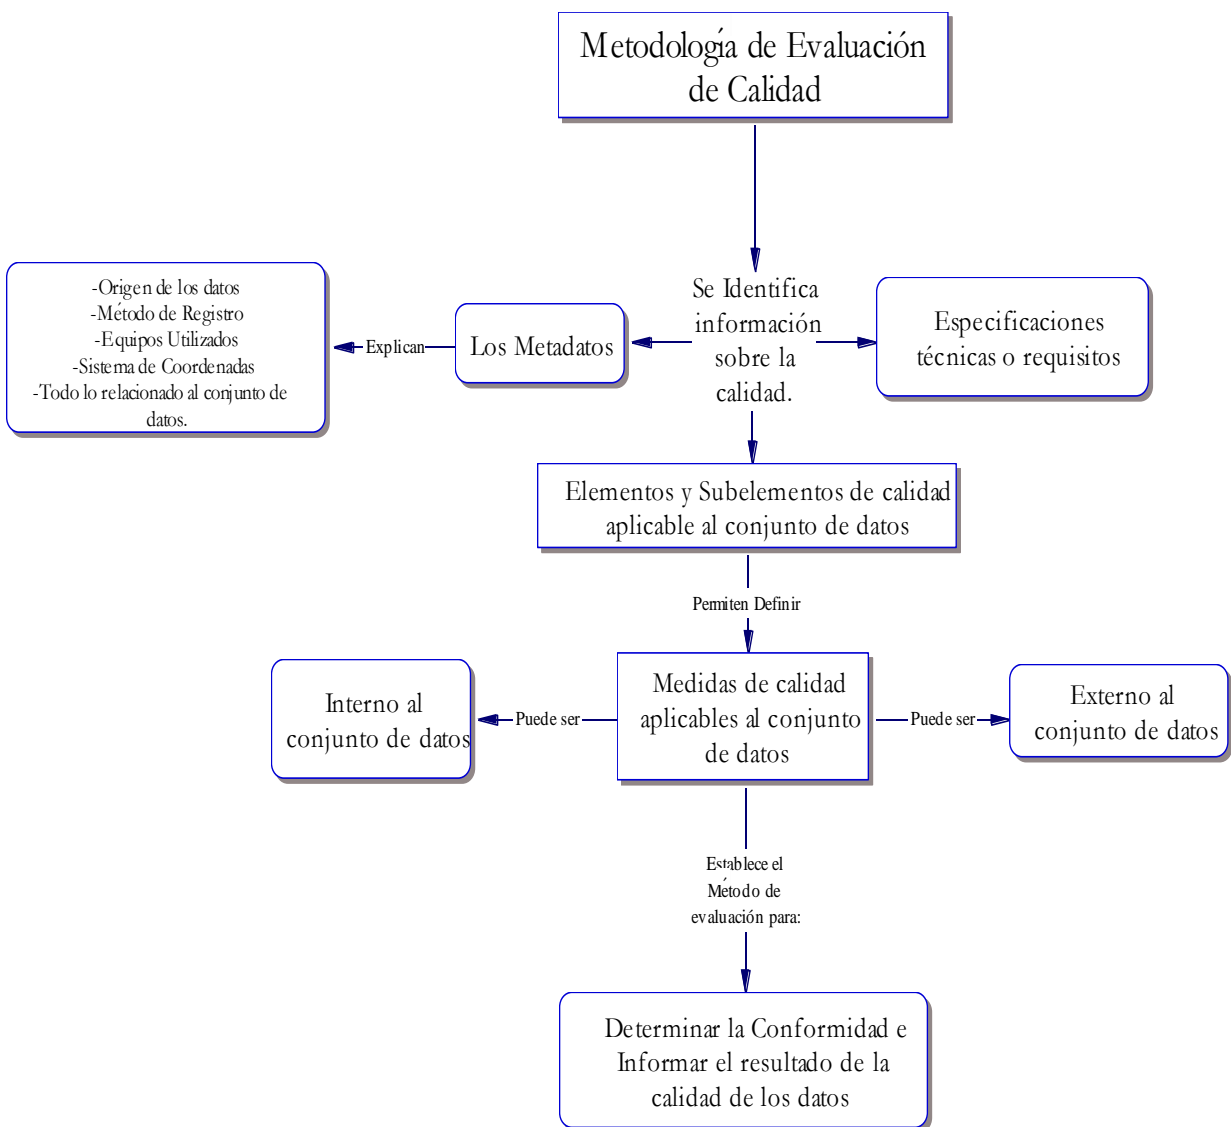 Metodología de Evaluación
de Calidad
Se Identifica
información
sobre la
calidad.
-Origen de los datos
-Método de Registro
-Equipos Utilizados
-Sistema de Coordenadas
-Todo lo relacionado al conjunto de
datos.
Explican
Los Metadatos
Especificaciones
técnicas o requisitos
Elementos y Subelementos de calidad
aplicable al conjunto de datos
Permiten Definir
Interno al
conjunto de datos
Puede ser
Medidas de calidad
aplicables al conjunto
de datos
Puede ser
Externo al
conjunto de datos
Establece el
Método de
evaluación para:
Determinar la Conformidad e
Informar el resultado de la
calidad de los datos